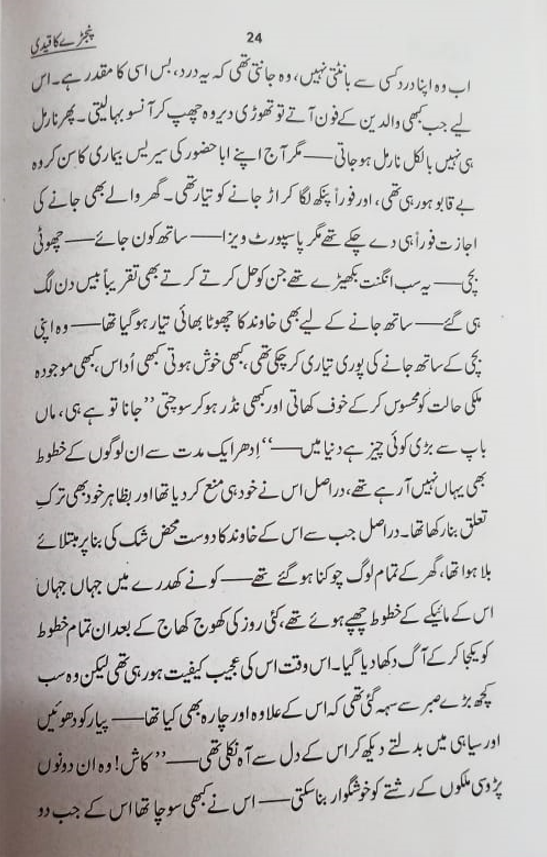 پنجرے کا قیدی
24
اب وہ اپنا درد کسی سے بانٹتی نہیں، وہ جانتی تھی کہ یہ درد، بس اسی کا مقدر ہے۔ اس
لیے جب کبھی والدین کے فون آتے تو تھوڑی دیر وہ چھپ کر آنسو بہا لیتی۔ پھر نارمل
ہی نہیں بالکل نارمل ہو جاتی — مگر آج اپنے ابا حضور کی سیریس بیماری کا سن کر وہ
بے قابو ہو رہی تھی، اور فوراً پنکھ لگا کر اڑ جانے کو تیار تھی۔ گھر والے بھی جانے کی
اجازت فوراً ہی دے چکے تھے مگر پاسپورٹ ویزا — ساتھ کون جائے — چھوٹی
بچی — یہ سب انگنت بکھیڑے تھے جن کو حل کرتے کرتے بھی تقریباً بیس دن لگ
ہی گئے — ساتھ جانے کے لیے بھی خاوند کا چھوٹا بھائی تیار ہو گیا تھا — وہ اپنی
بچی کے ساتھ جانے کی پوری تیاری کر چکی تھی، کبھی خوش ہوتی کبھی اُداس، کبھی موجودہ
ملکی حالت کو محسوس کر کے خوف کھاتی اور کبھی نڈر ہو کر سوچتی ”جانا تو ہے ہی، ماں
باپ سے بڑی کوئی چیز ہے دنیا میں —“ اِدھر ایک مدت سے ان لوگوں کے خطوط
بھی یہاں نہیں آ رہے تھے، دراصل اس نے خود ہی منع کر دیا تھا اور بظاہر خود بھی ترکِ
تعلق بنا رکھا تھا۔ دراصل جب سے اس کے خاوند کا دوست محض شک کی بنا پر مبتلائے
بلا ہوا تھا، گھر کے تمام لوگ چوکنا ہو گئے تھے — کونے کھدرے میں جہاں جہاں
اس کے مائیکے کے خطوط چھپے ہوئے تھے، کئی روز کی کھوج کھاج کے بعد ان تمام خطوط
کو یکجا کر کے آگ دکھا دیا گیا۔ اس وقت اس کی عجیب کیفیت ہو رہی تھی لیکن وہ سب
کچھ بڑے صبر سے سہہ گئی تھی کہ اس کے علاوہ اور چارہ بھی کیا تھا — پیار کو دھوئیں
اور سیاہی میں بدلتے دیکھ کر اس کے دل سے آہ نکلی تھی — ”کاش! وہ ان دونوں
پڑوسی ملکوں کے رشتے کو خوشگوار بنا سکتی — اس نے کبھی سوچا تھا اس کے جب دو